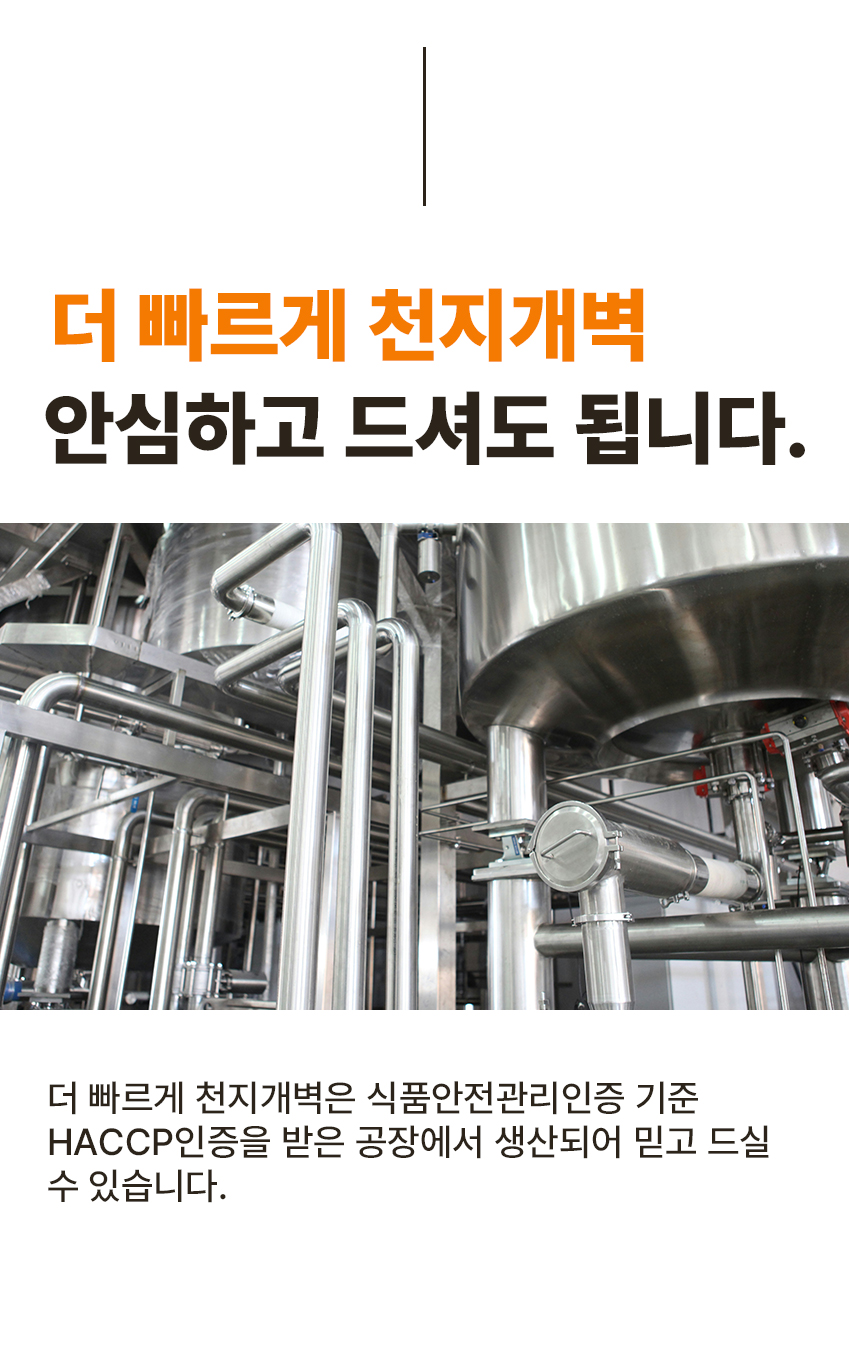 더 빠르게 천지개벽
안심하고 드셔도 됩니다.
더 빠르게 천지개벽은 식품안전관리인증 기준
HACCP인증을 받은 공장에서 생산되어 믿고 드실
수 있습니다.